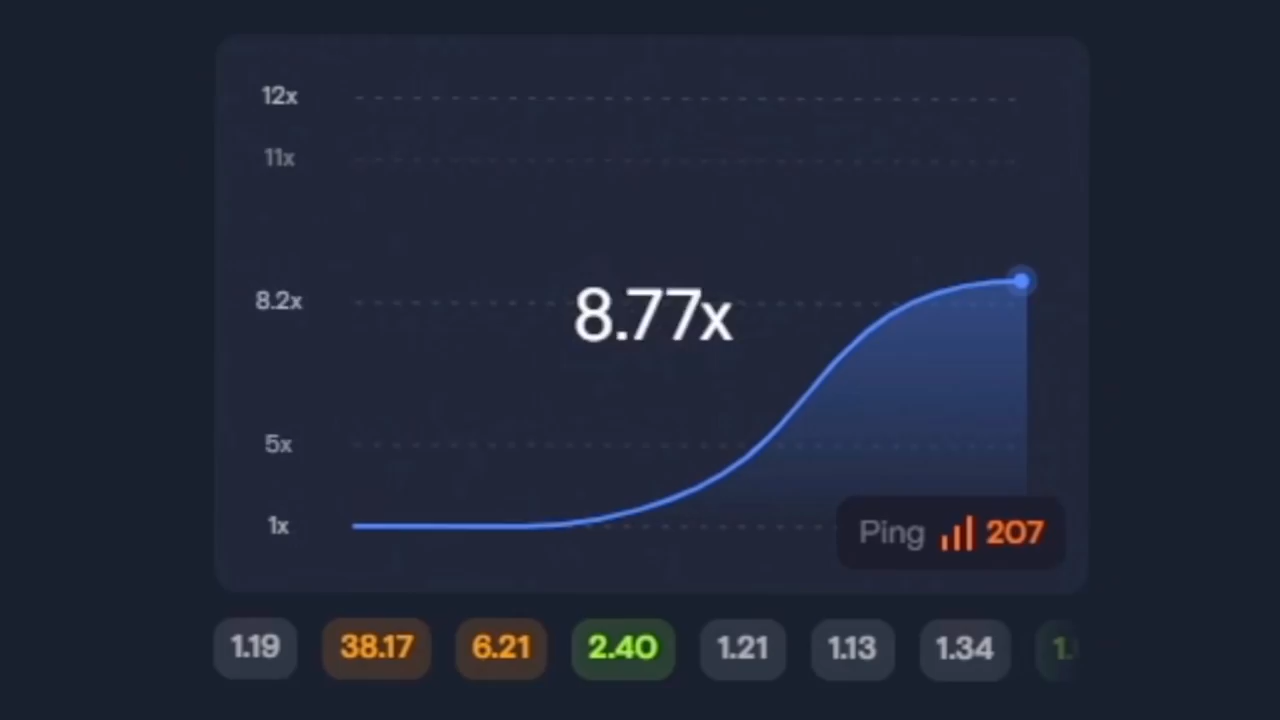 12x
11x
8.2x
8.77x
5x
1x
Ping 207
1.19 38.17 6.21 2.40 1.21 1.13 1.34